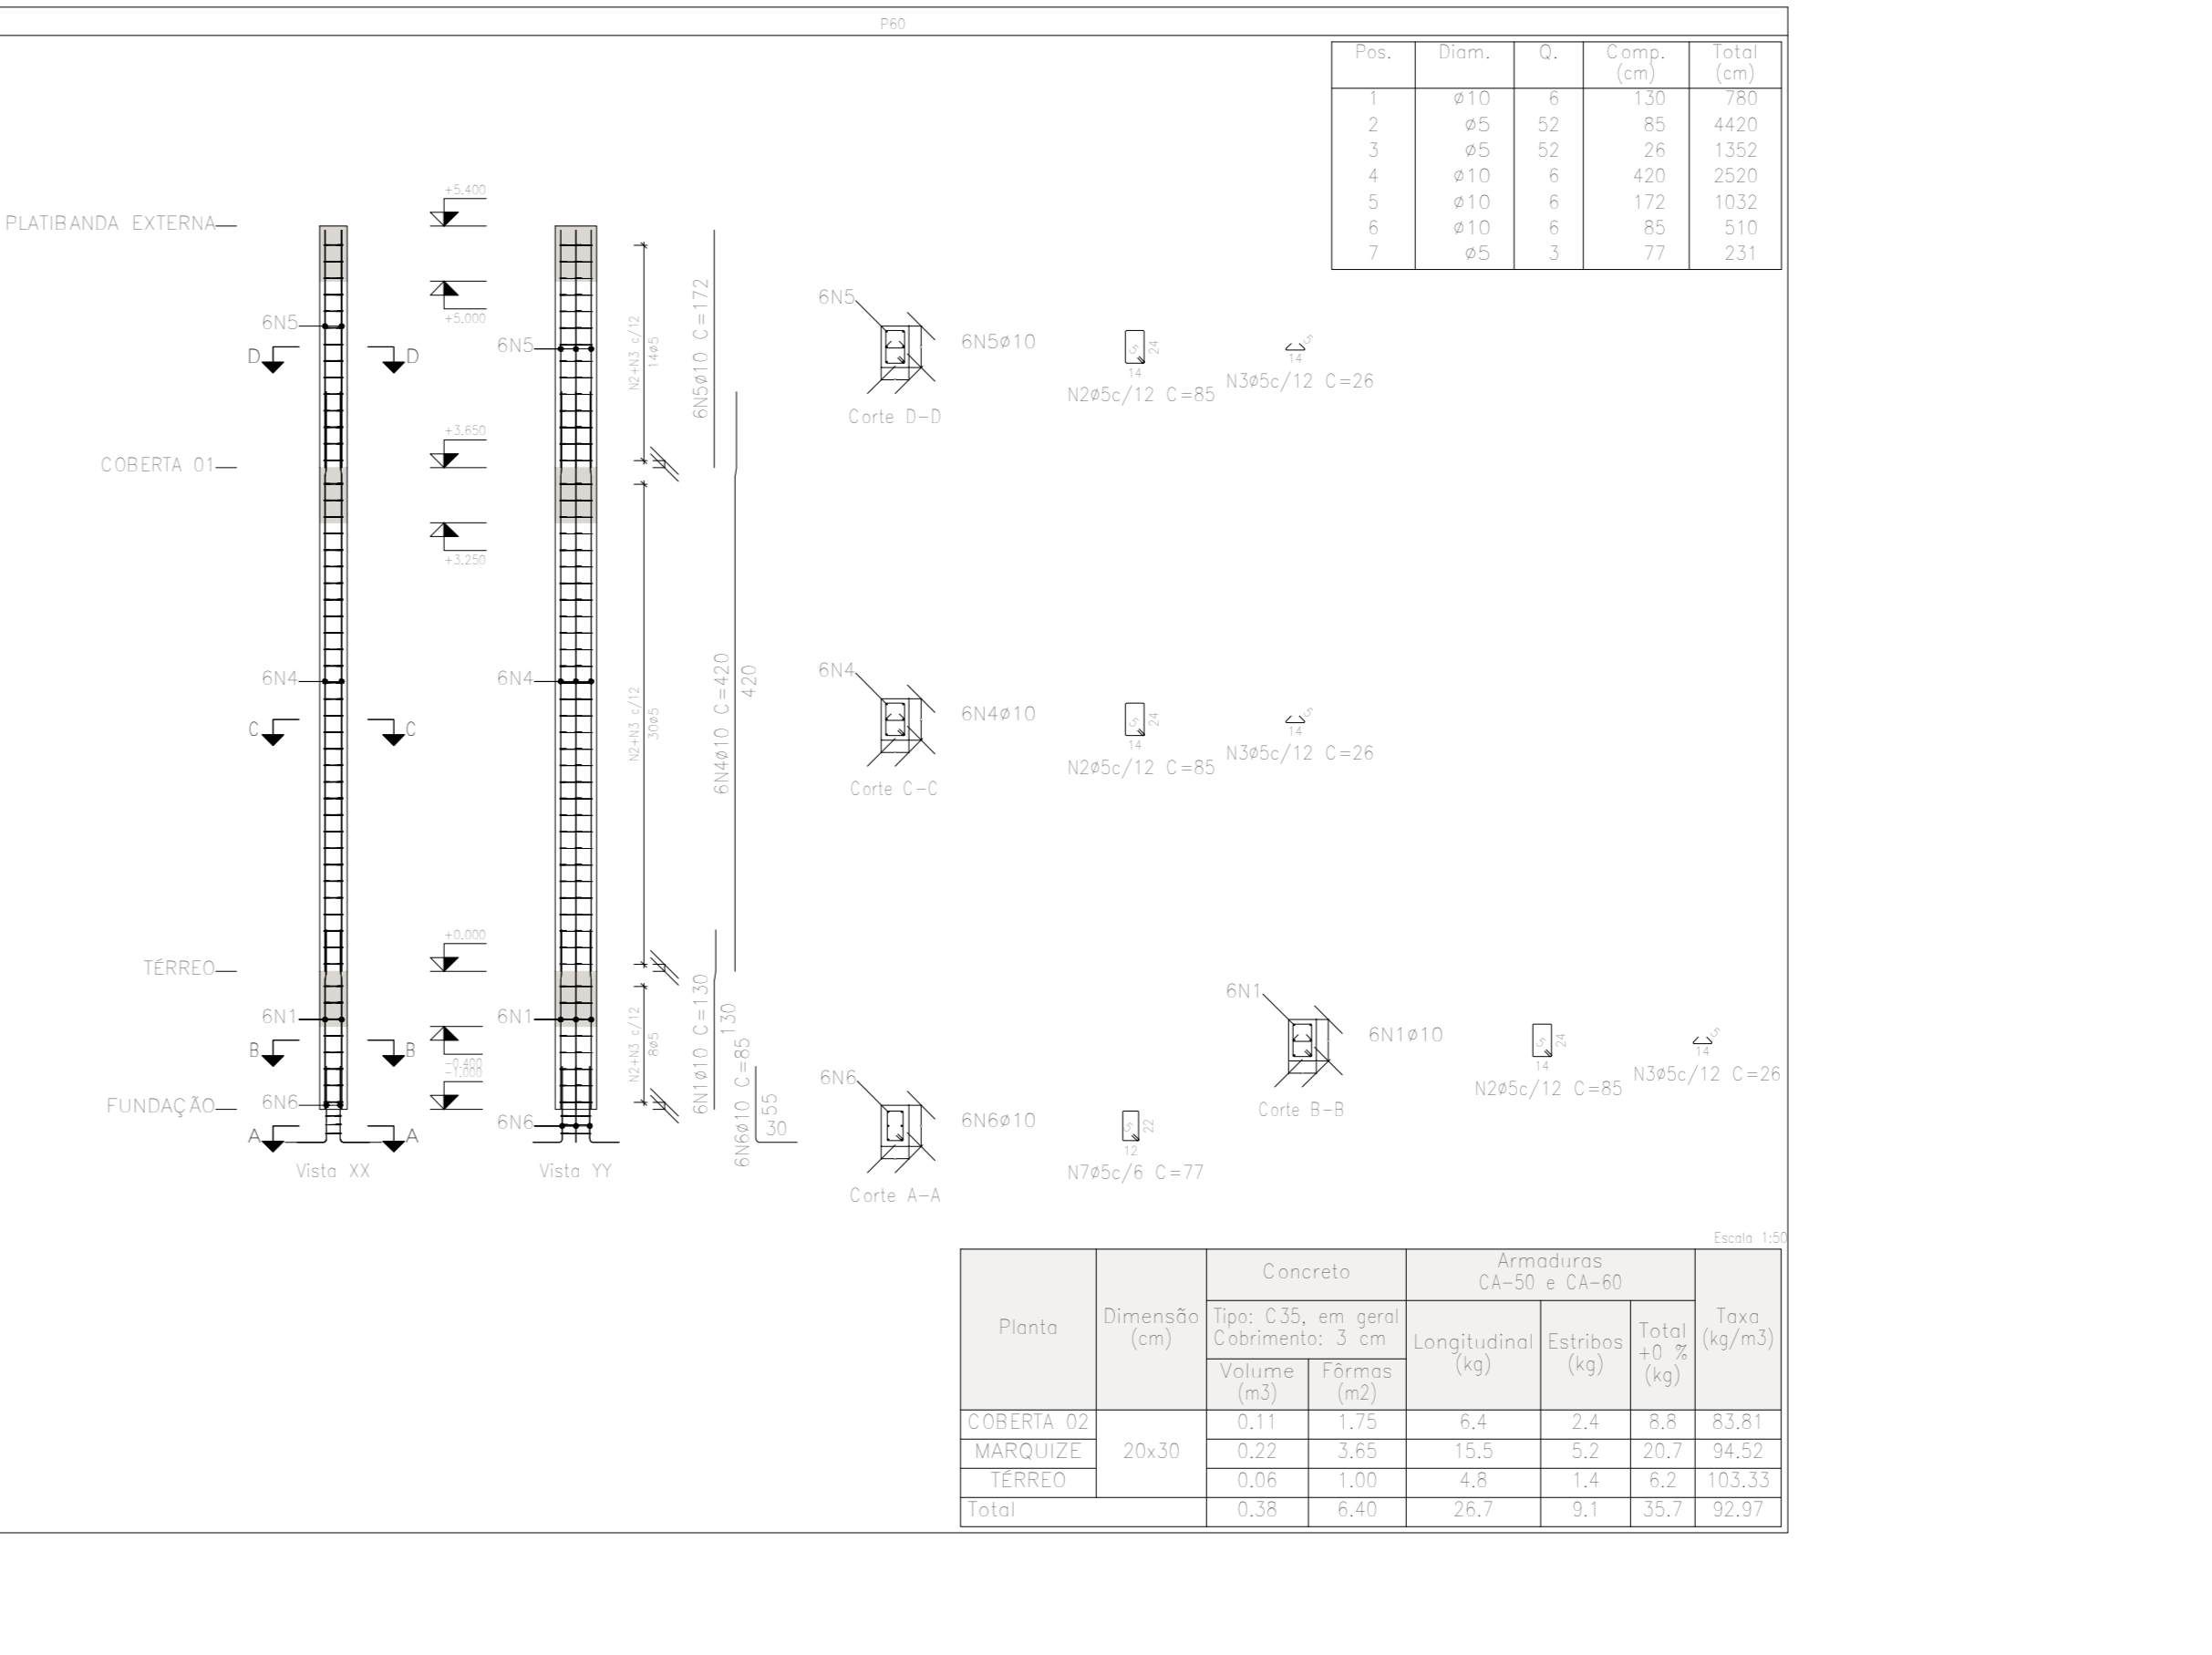 P60
Pos. Diam. Q. Comp. (cm) Total (cm)
1 ø10 6 130 780
2 ø5 52 85 4420
3 ø5 52 26 1352
4 ø10 6 420 2520
5 ø10 6 172 1032
6 ø10 6 85 510
7 ø5 3 77 231
PLATIBANDA EXTERNA
+5.400
+5.000
6N5
D D
6N5
N2+N3 c/12
14ø5
6N5ø10 C=172
6N5
6N5ø10
Corte D-D
5
24
14
N2ø5c/12 C=85
5
14
N3ø5c/12 C=26
COBERTA 01
+3.650
+3.250
6N4
C C
6N4
N2+N3 c/12
30ø5
6N4ø10 C=420
420
6N4
6N4ø10
Corte C-C
5
24
14
N2ø5c/12 C=85
5
14
N3ø5c/12 C=26
TÉRREO
+0.000
6N1
B B
6N1
-0.400
-1.000
N2+N3 c/12
8ø5
6N1ø10 C=130
130
6N1
6N1ø10
Corte B-B
5
24
14
N2ø5c/12 C=85
5
14
N3ø5c/12 C=26
FUNDAÇÃO
6N6
A A
6N6
6N6ø10 C=85
55
30
6N6
6N6ø10
Corte A-A
5
22
12
N7ø5c/6 C=77
Vista XX
Vista YY
Escala 1:50
Planta Dimensão (cm) Concreto Armaduras CA-50 e CA-60 Taxa (kg/m3)
Tipo: C35, em geral
Cobrimento: 3 cm
Volume (m3) Fôrmas (m2) Longitudinal (kg) Estribos (kg) Total +0 % (kg)
COBERTA 02 0.11 1.75 6.4 2.4 8.8 83.81
MARQUIZE 20x30 0.22 3.65 15.5 5.2 20.7 94.52
TÉRREO 0.06 1.00 4.8 1.4 6.2 103.33
Total 0.38 6.40 26.7 9.1 35.7 92.97